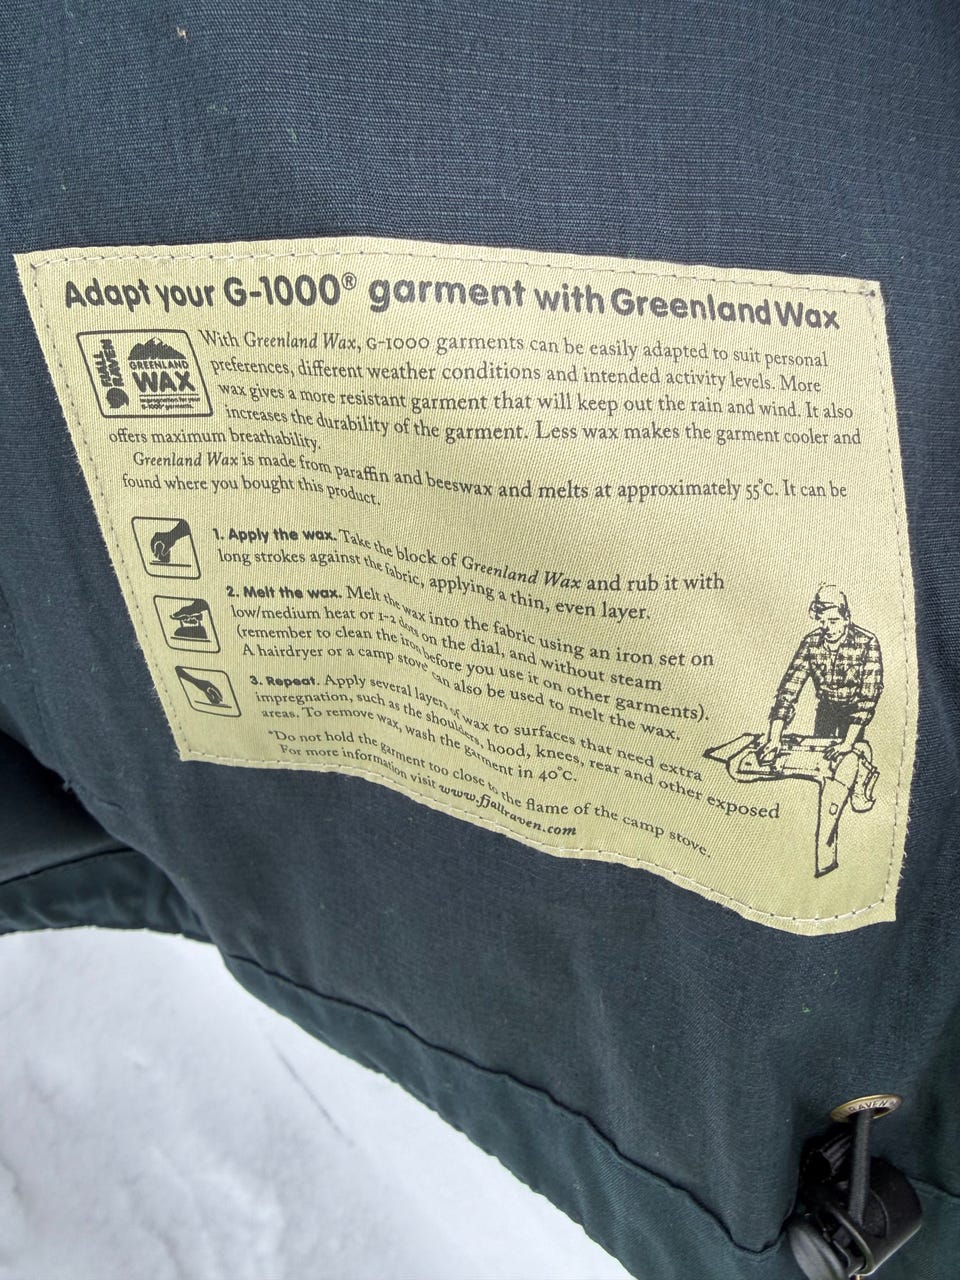 Adapt your G-1000® garment with Greenland Wax
FJÄLL
RÄVEN
GREENLAND
WAX
With Greenland Wax, G-1000 garments can be easily adapted to suit personal
preferences, different weather conditions and intended activity levels. More
wax gives a more resistant garment that will keep out the rain and wind. It also
increases the durability of the garment. Less wax makes the garment cooler and
offers maximum breathability.
Greenland Wax is made from paraffin and beeswax and melts at approximately 55°C. It can be
found where you bought this product.
1. Apply the wax. Take the block of Greenland Wax and rub it with
long strokes against the fabric, applying a thin, even layer.
2. Melt the wax. Melt the wax into the fabric using an iron set on
low/medium heat or 1-2 dots on the dial, and without steam
(remember to clean the iron before you use it on other garments).
A hairdryer or a camp stove* can also be used to melt the wax.
3. Repeat. Apply several layers of wax to surfaces that need extra
impregnation, such as the shoulders, hood, knees, rear and other exposed
areas. To remove wax, wash the garment in 40°C.
*Do not hold the garment too close to the flame of the camp stove.
For more information visit www.fjallraven.com
RAVEN